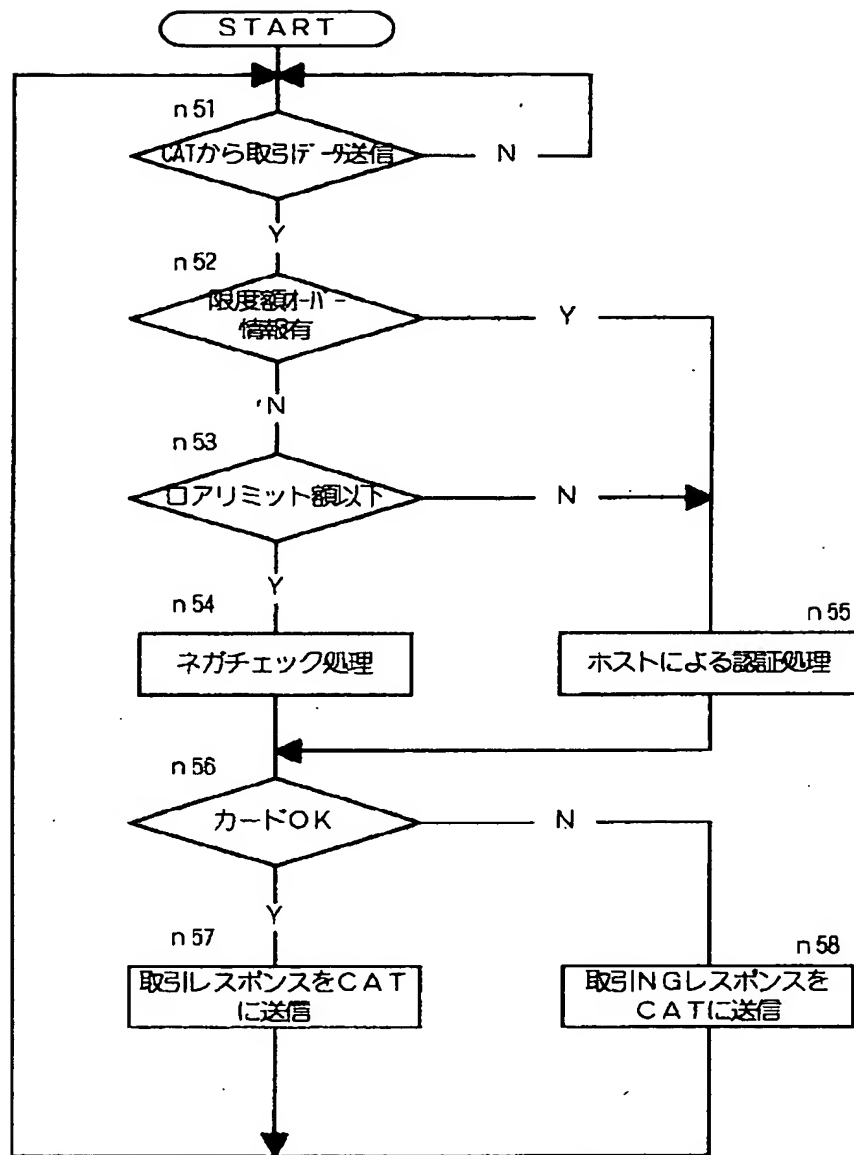 START
n51
CATから取引データ送信
N
Y
n52
限度額オーバー
情報有
Y
N
n53
ロアリミット額以下
N
Y
n54
ネガチェック処理
n55
ホストによる認証処理
n56
カードOK
N
Y
n57
取引レスポンスをCAT
に送信
n58
取引NGレスポンスを
CATに送信